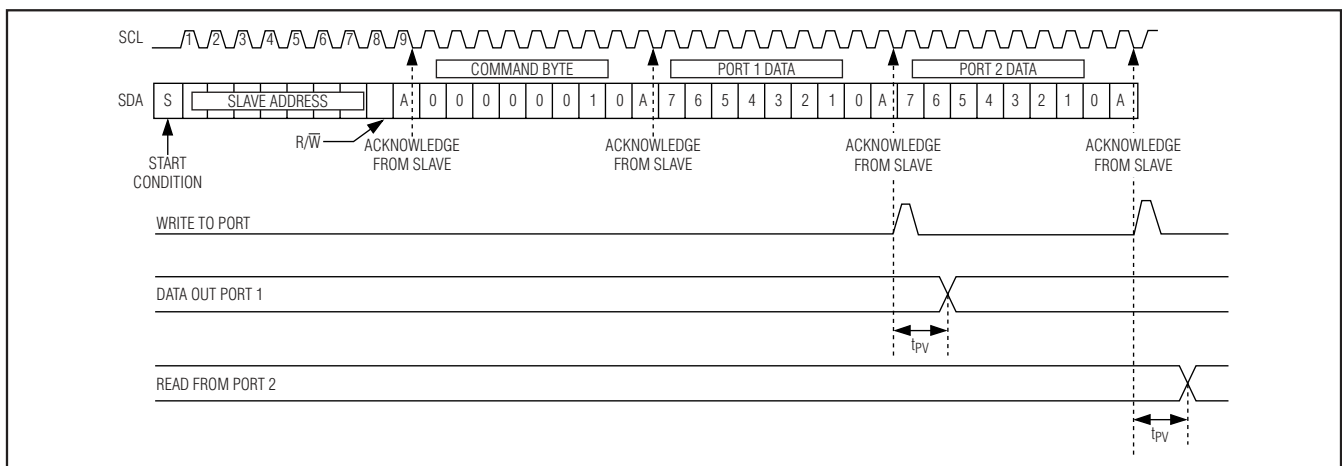 SCL 1 2 3 4 5 6 7 8 9
COMMAND BYTE PORT 1 DATA PORT 2 DATA
SDA S SLAVE ADDRESS A 0 0 0 0 0 0 1 0 A 7 6 5 4 3 2 1 0 A 7 6 5 4 3 2 1 0 A
R/W̅
START
CONDITION
ACKNOWLEDGE
FROM SLAVE
ACKNOWLEDGE
FROM SLAVE
ACKNOWLEDGE
FROM SLAVE
ACKNOWLEDGE
FROM SLAVE
WRITE TO PORT
DATA OUT PORT 1
tPV
READ FROM PORT 2
tPV